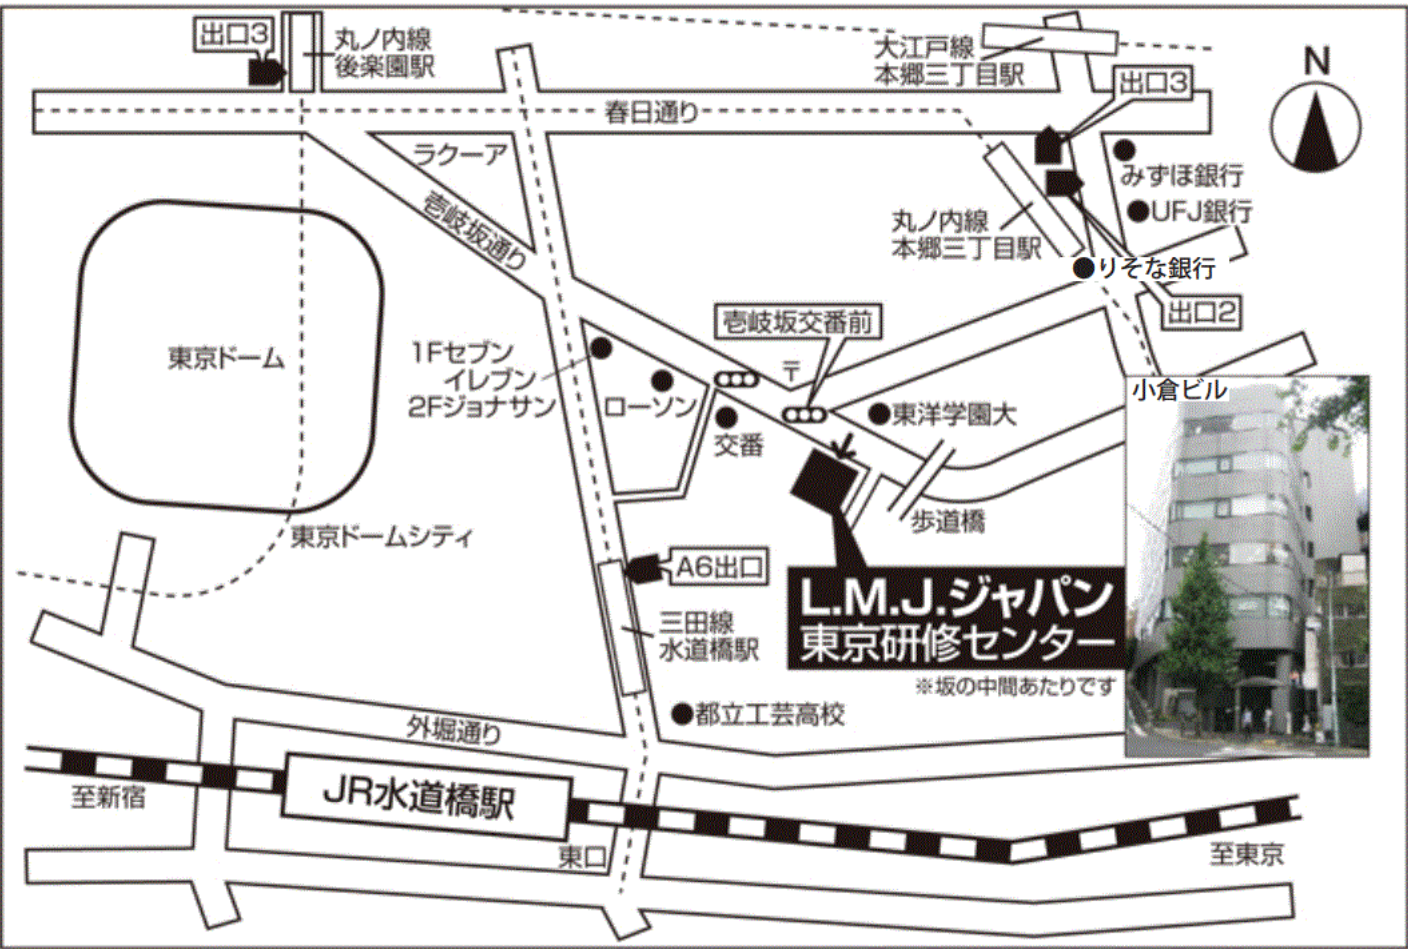 出口3
丸ノ内線
後楽園駅
大江戸線
本郷三丁目駅
N
出口3
春日通り
ラクーア
みずほ銀行
壱岐坂通り
UFJ銀行
丸ノ内線
本郷三丁目駅
りそな銀行
出口2
壱岐坂交番前
〒
東京ドーム
1Fセブン
イレブン
2Fジョナサン
ローソン
交番
東洋学園大
小倉ビル
歩道橋
東京ドームシティ
A6出口
L.M.J.ジャパン
東京研修センター
※坂の中間あたりです
三田線
水道橋駅
都立工芸高校
外堀通り
JR水道橋駅
至新宿
東口
至東京